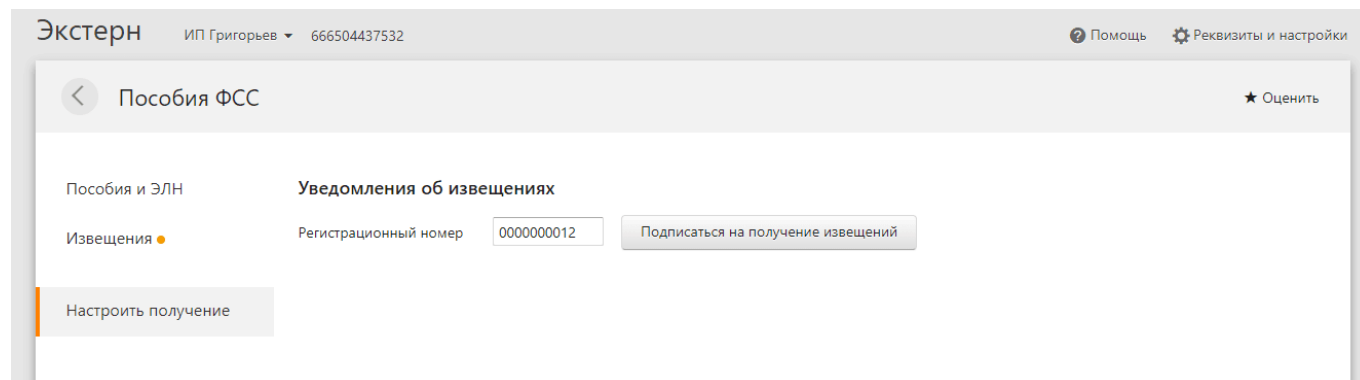 Экстерн ИП Григорьев 666504437532 Помощь Реквизиты и настройки
Пособия ФСС Оценить
Пособия и ЭЛН Уведомления об извещениях
Извещения Регистрационный номер 0000000012 Подписаться на получение извещений
Настроить получение